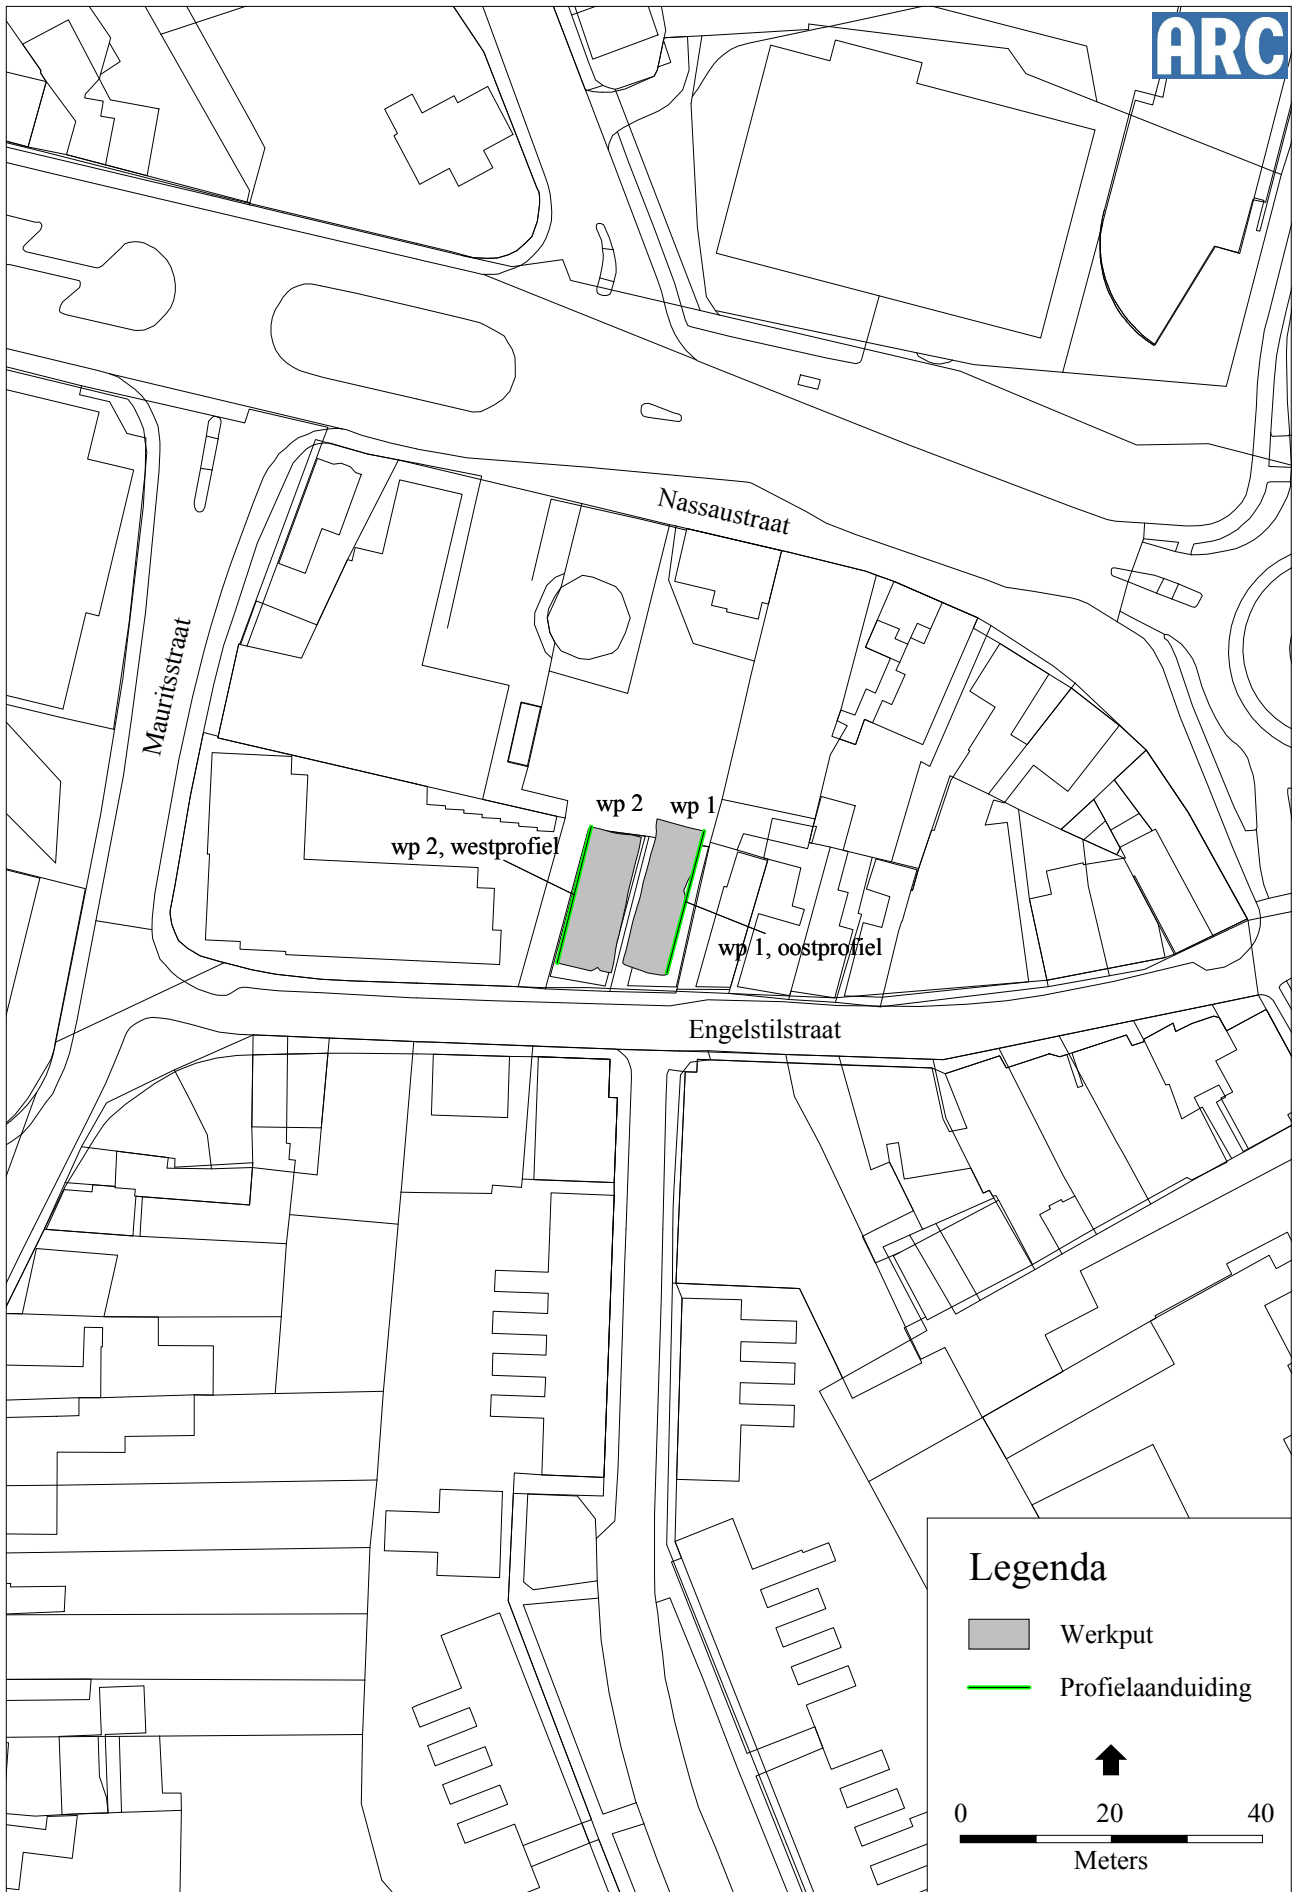 ARC
Nassaustraat
Mauritsstraat
wp 2
wp 1
wp 2, westprofiel
wp 1, oostprofiel
Engelstilstraat
Legenda
Werkput
Profielaanduiding
0 20 40
Meters